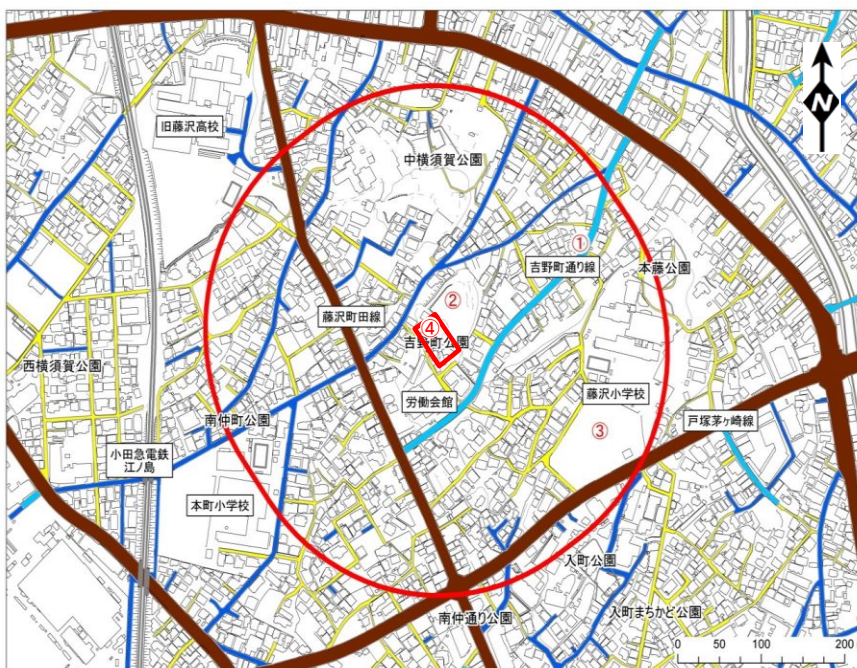 N
旧藤沢高校
中横須賀公園
①
吉野町通り線
本藤公園
②
藤沢町田線
④
吉野町公園
西横須賀公園
労働会館
藤沢小学校
南仲町公園
戸塚茅ヶ崎線
③
小田急電鉄
江ノ島
本町小学校
入町公園
南仲通り公園
入町まちかど公園
0 50 100 200